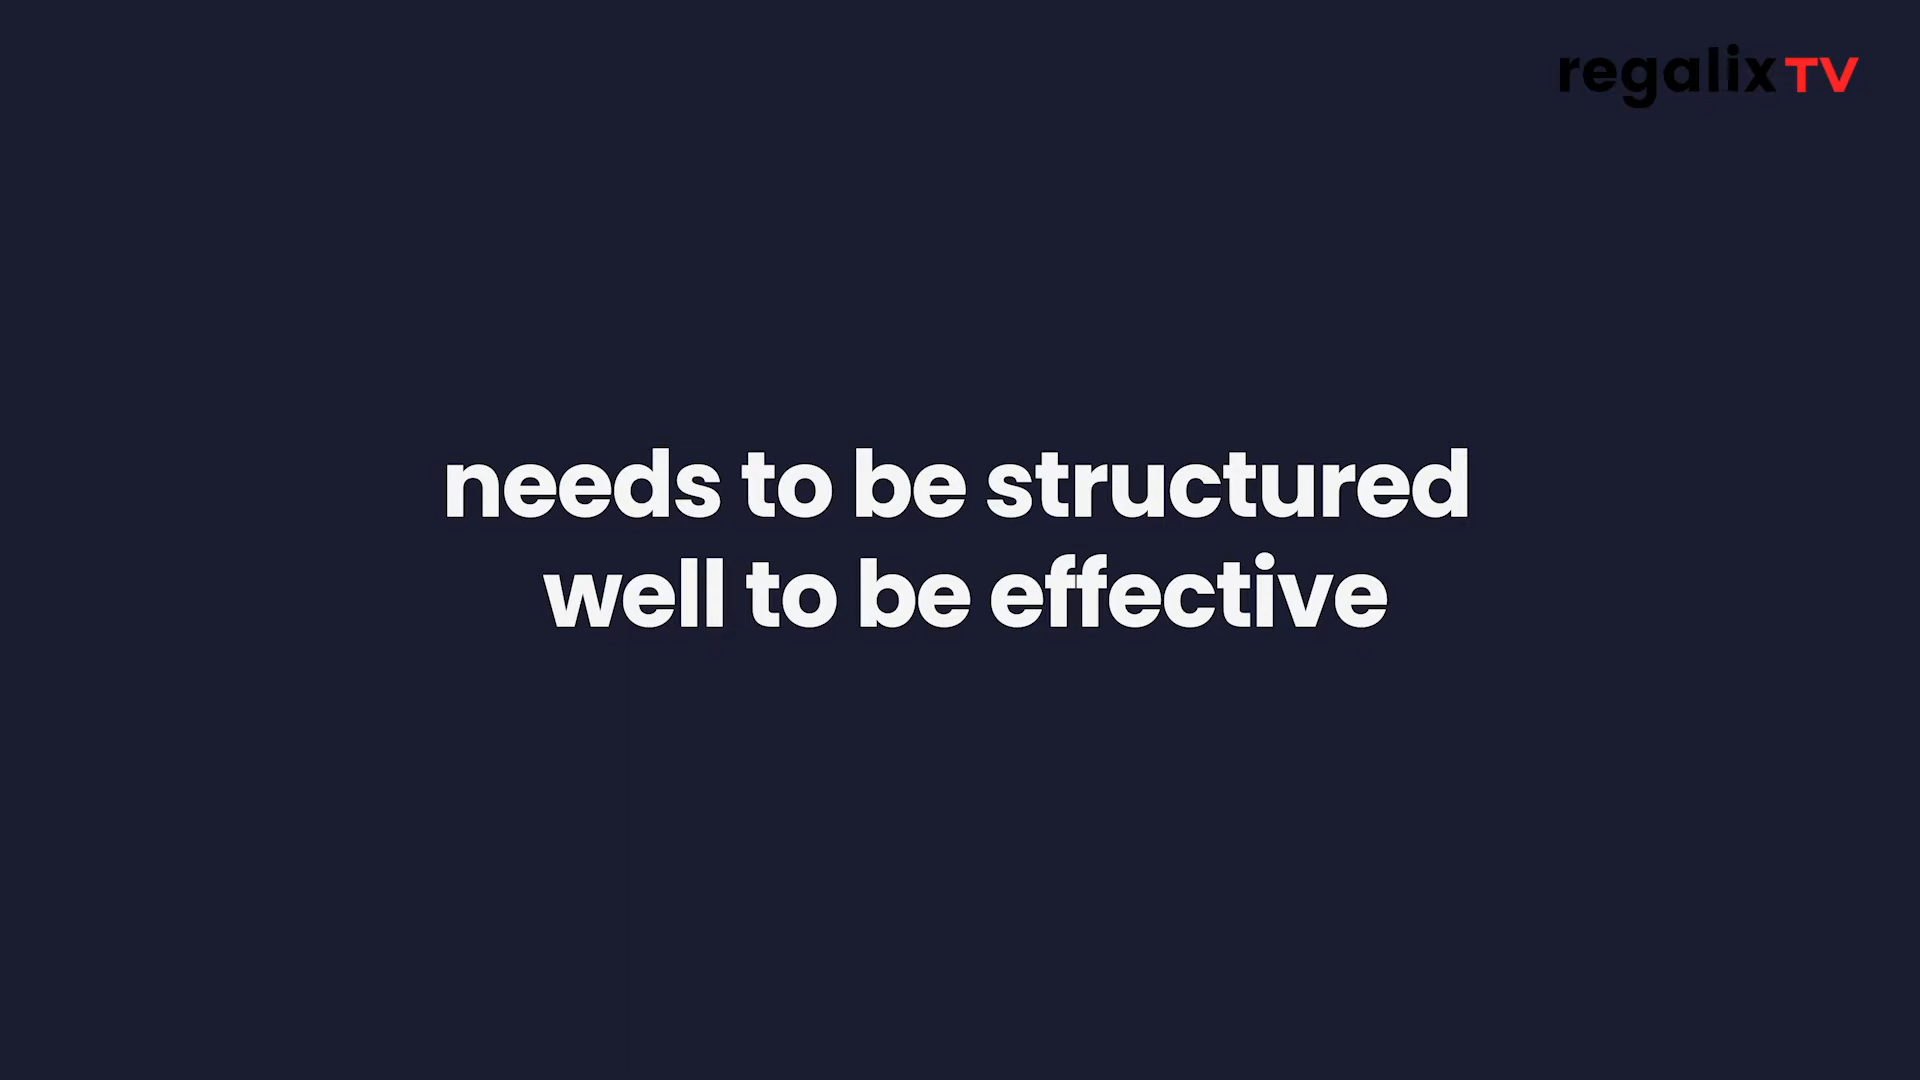 regalix TV
needs to be structured
well to be effective